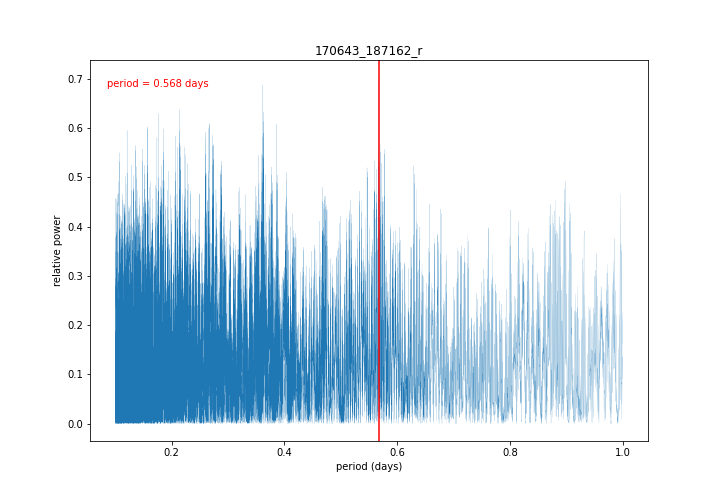 170643_187162_r
period = 0.568 days
relative power
0.7
0.6
0.5
0.4
0.3
0.2
0.1
0.0
0.2 0.4 0.6 0.8 1.0
period (days)